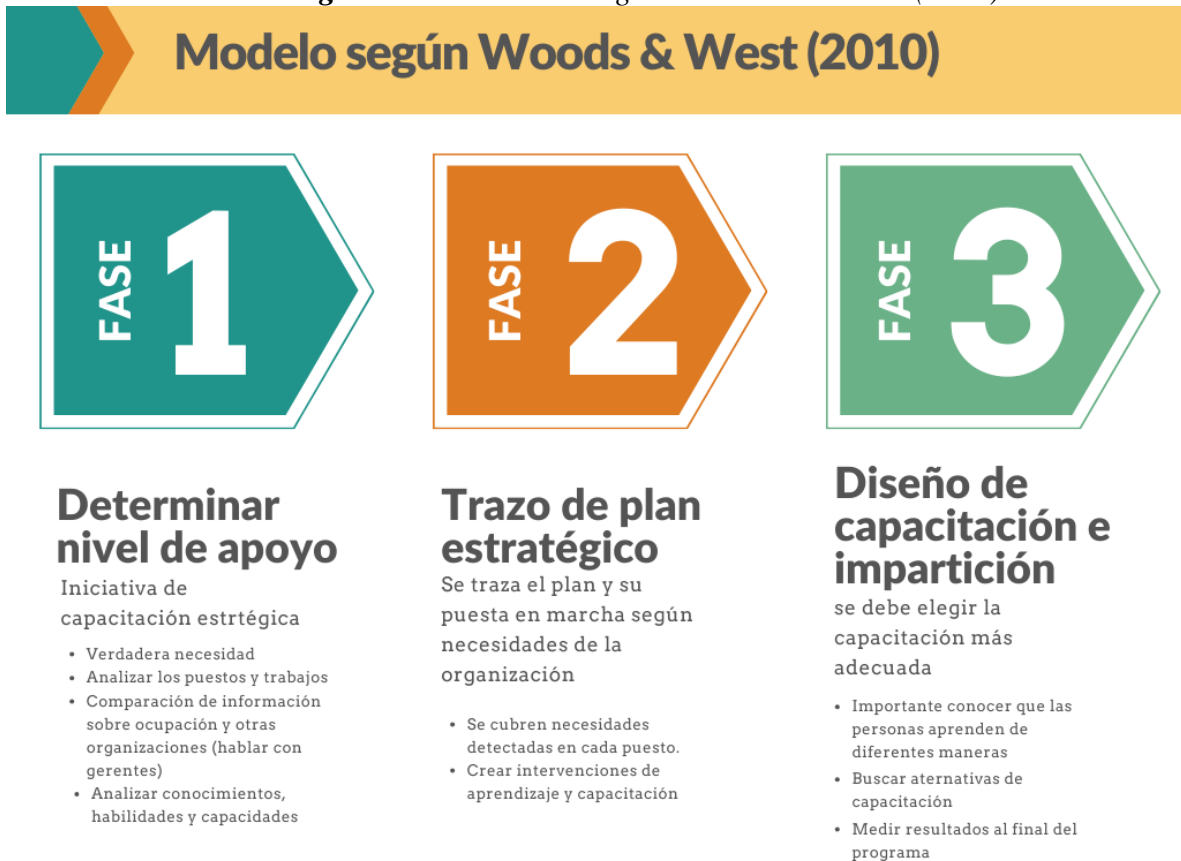 Modelo según Woods & West (2010)
FASE 1
Determinar
nivel de apoyo
Iniciativa de
capacitación estrtégica
• Verdadera necesidad
• Analizar los puestos y trabajos
• Comparación de información
sobre ocupación y otras
organizaciones (hablar con
gerentes)
• Analizar conocimientos,
habilidades y capacidades
FASE 2
Trazo de plan
estratégico
Se traza el plan y su
puesta en marcha según
necesidades de la
organización
• Se cubren necesidades
detectadas en cada puesto.
• Crear intervenciones de
aprendizaje y capacitación
FASE 3
Diseño de
capacitación e
impartición
se debe elegir la
capacitación más
adecuada
• Importante conocer que las
personas aprenden de
diferentes maneras
• Buscar aternativas de
capacitación
• Medir resultados al final del
programa